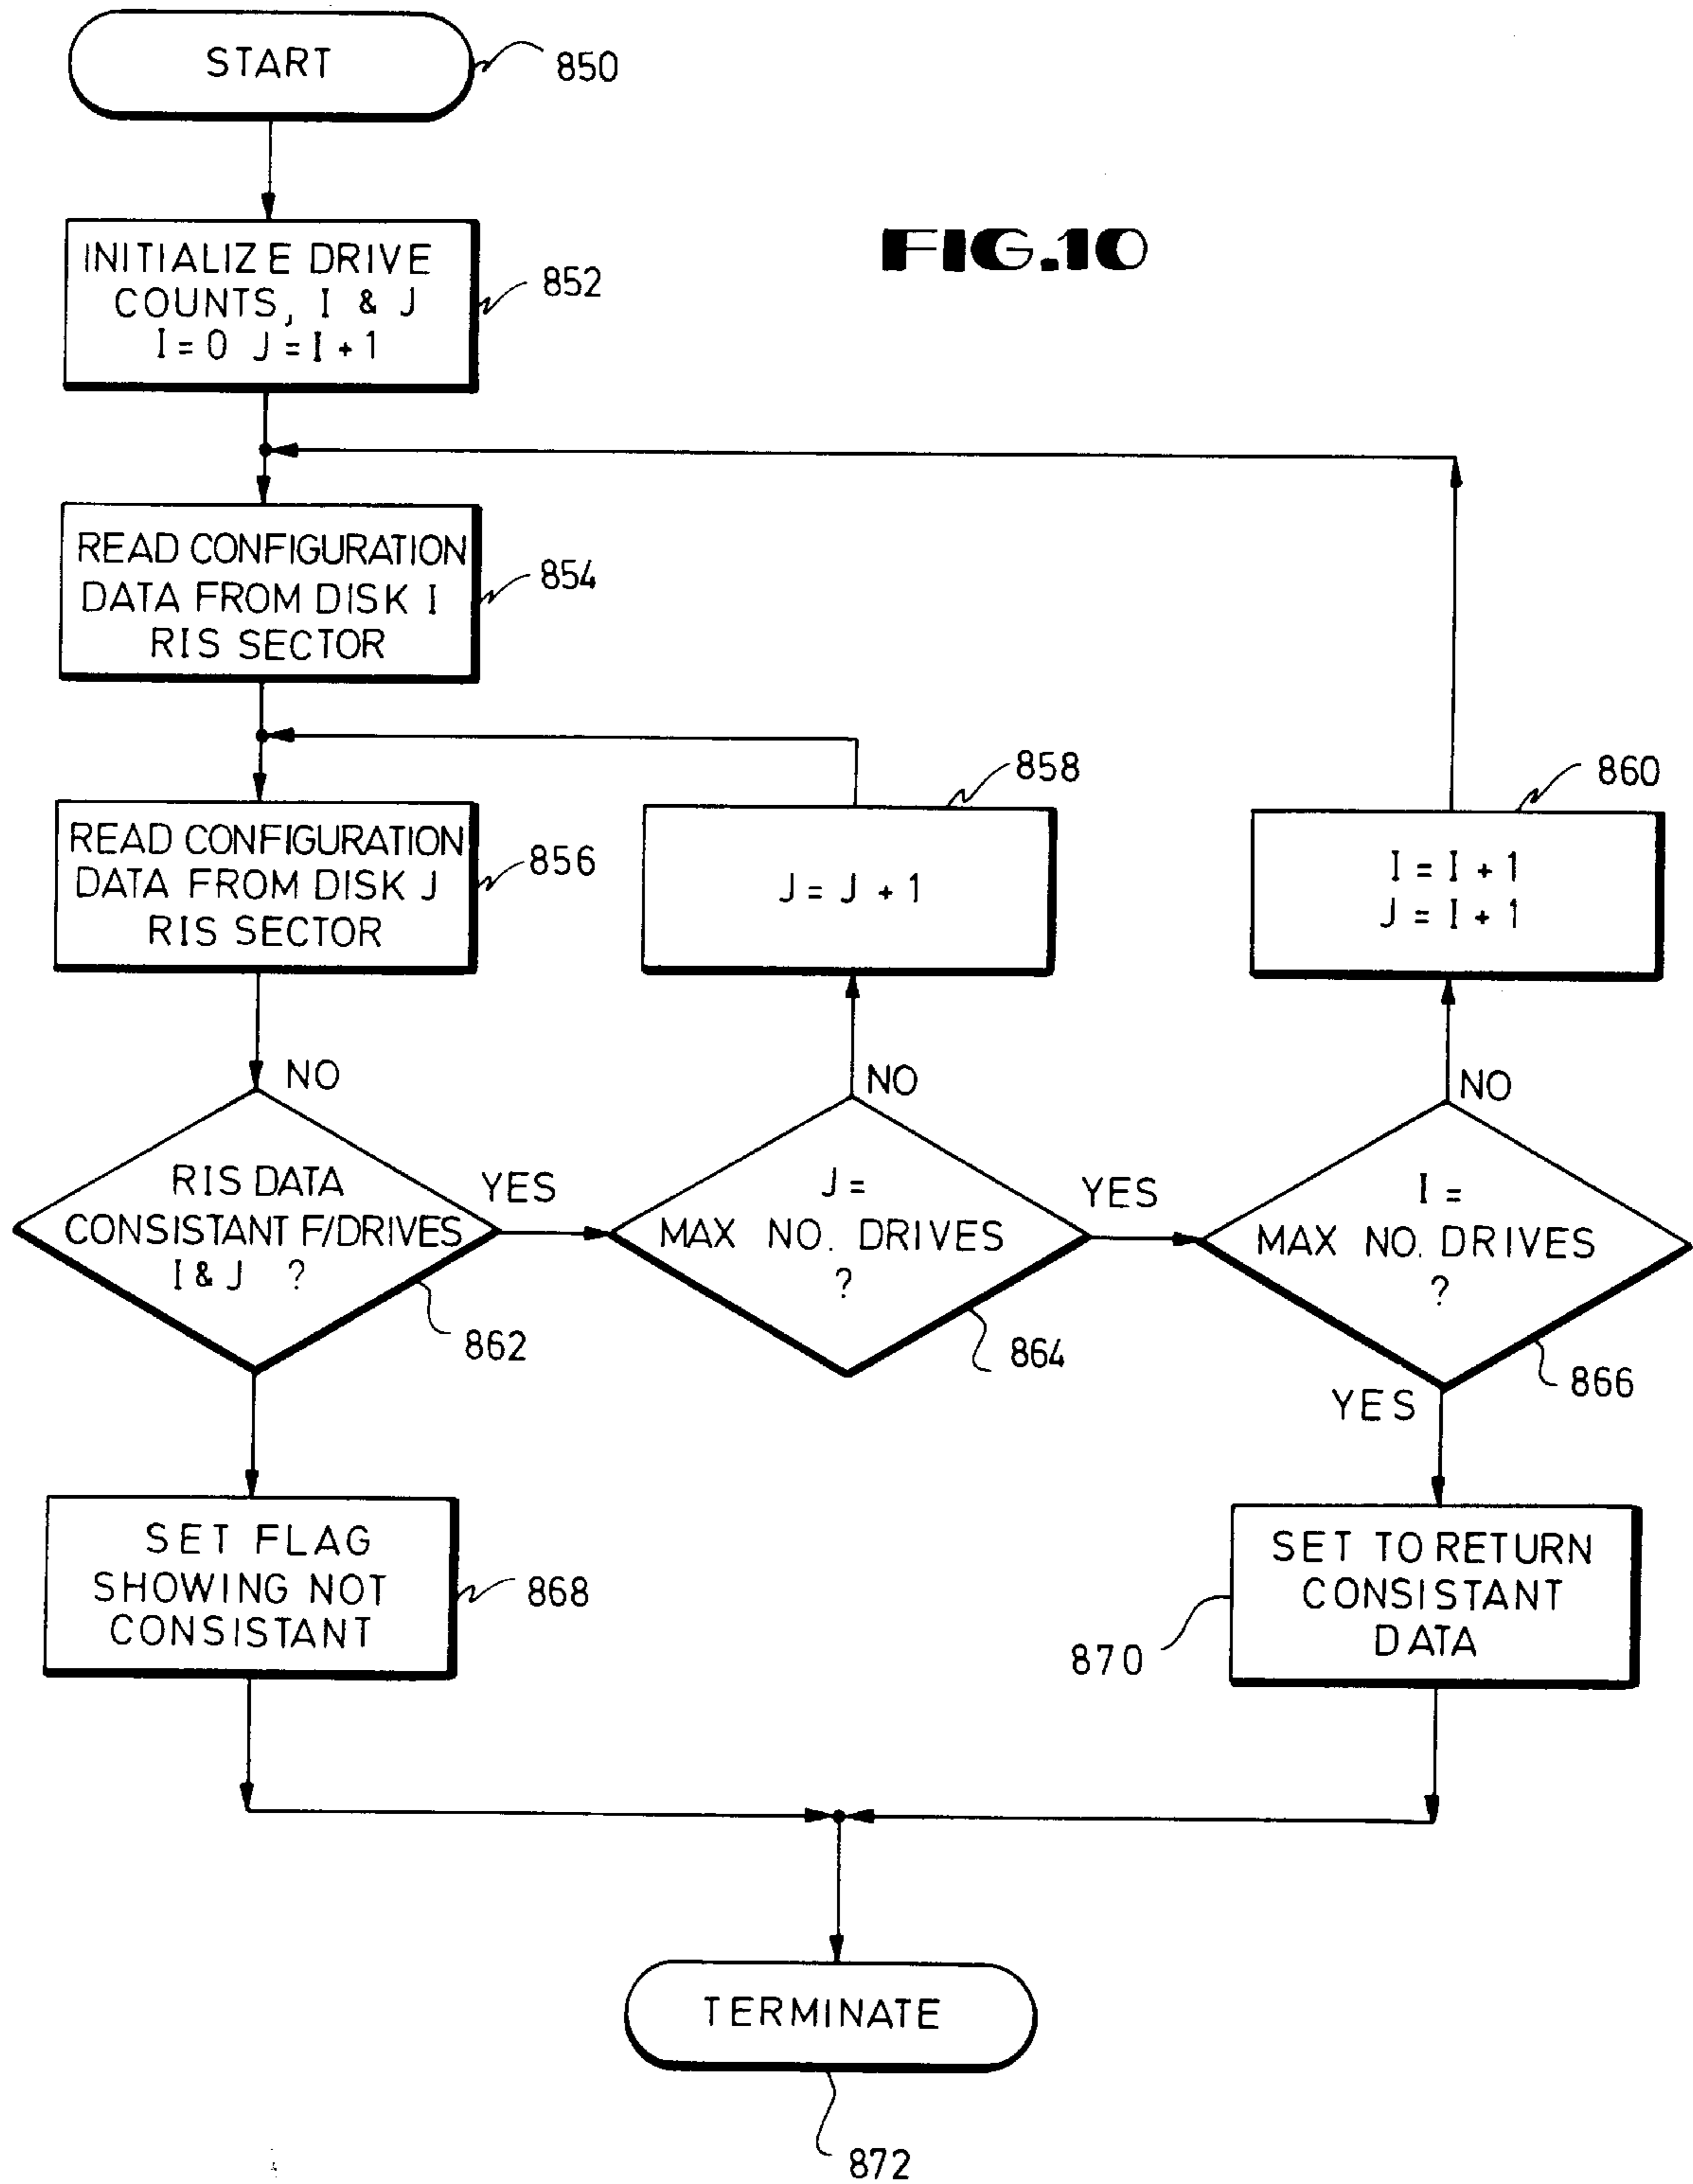 START
850
FIG.10
INITIALIZE DRIVE
COUNTS, I & J
I = 0 J = I + 1
852
READ CONFIGURATION
DATA FROM DISK I
RIS SECTOR
854
READ CONFIGURATION
DATA FROM DISK J
RIS SECTOR
856
858
J = J + 1
860
I = I + 1
J = I + 1
NO
NO
NO
RIS DATA
CONSISTANT F/DRIVES
I & J ?
YES
862
J =
MAX NO. DRIVES
?
YES
864
I =
MAX NO. DRIVES
?
866
YES
SET FLAG
SHOWING NOT
CONSISTANT
868
SET TO RETURN
CONSISTANT
DATA
870
TERMINATE
872